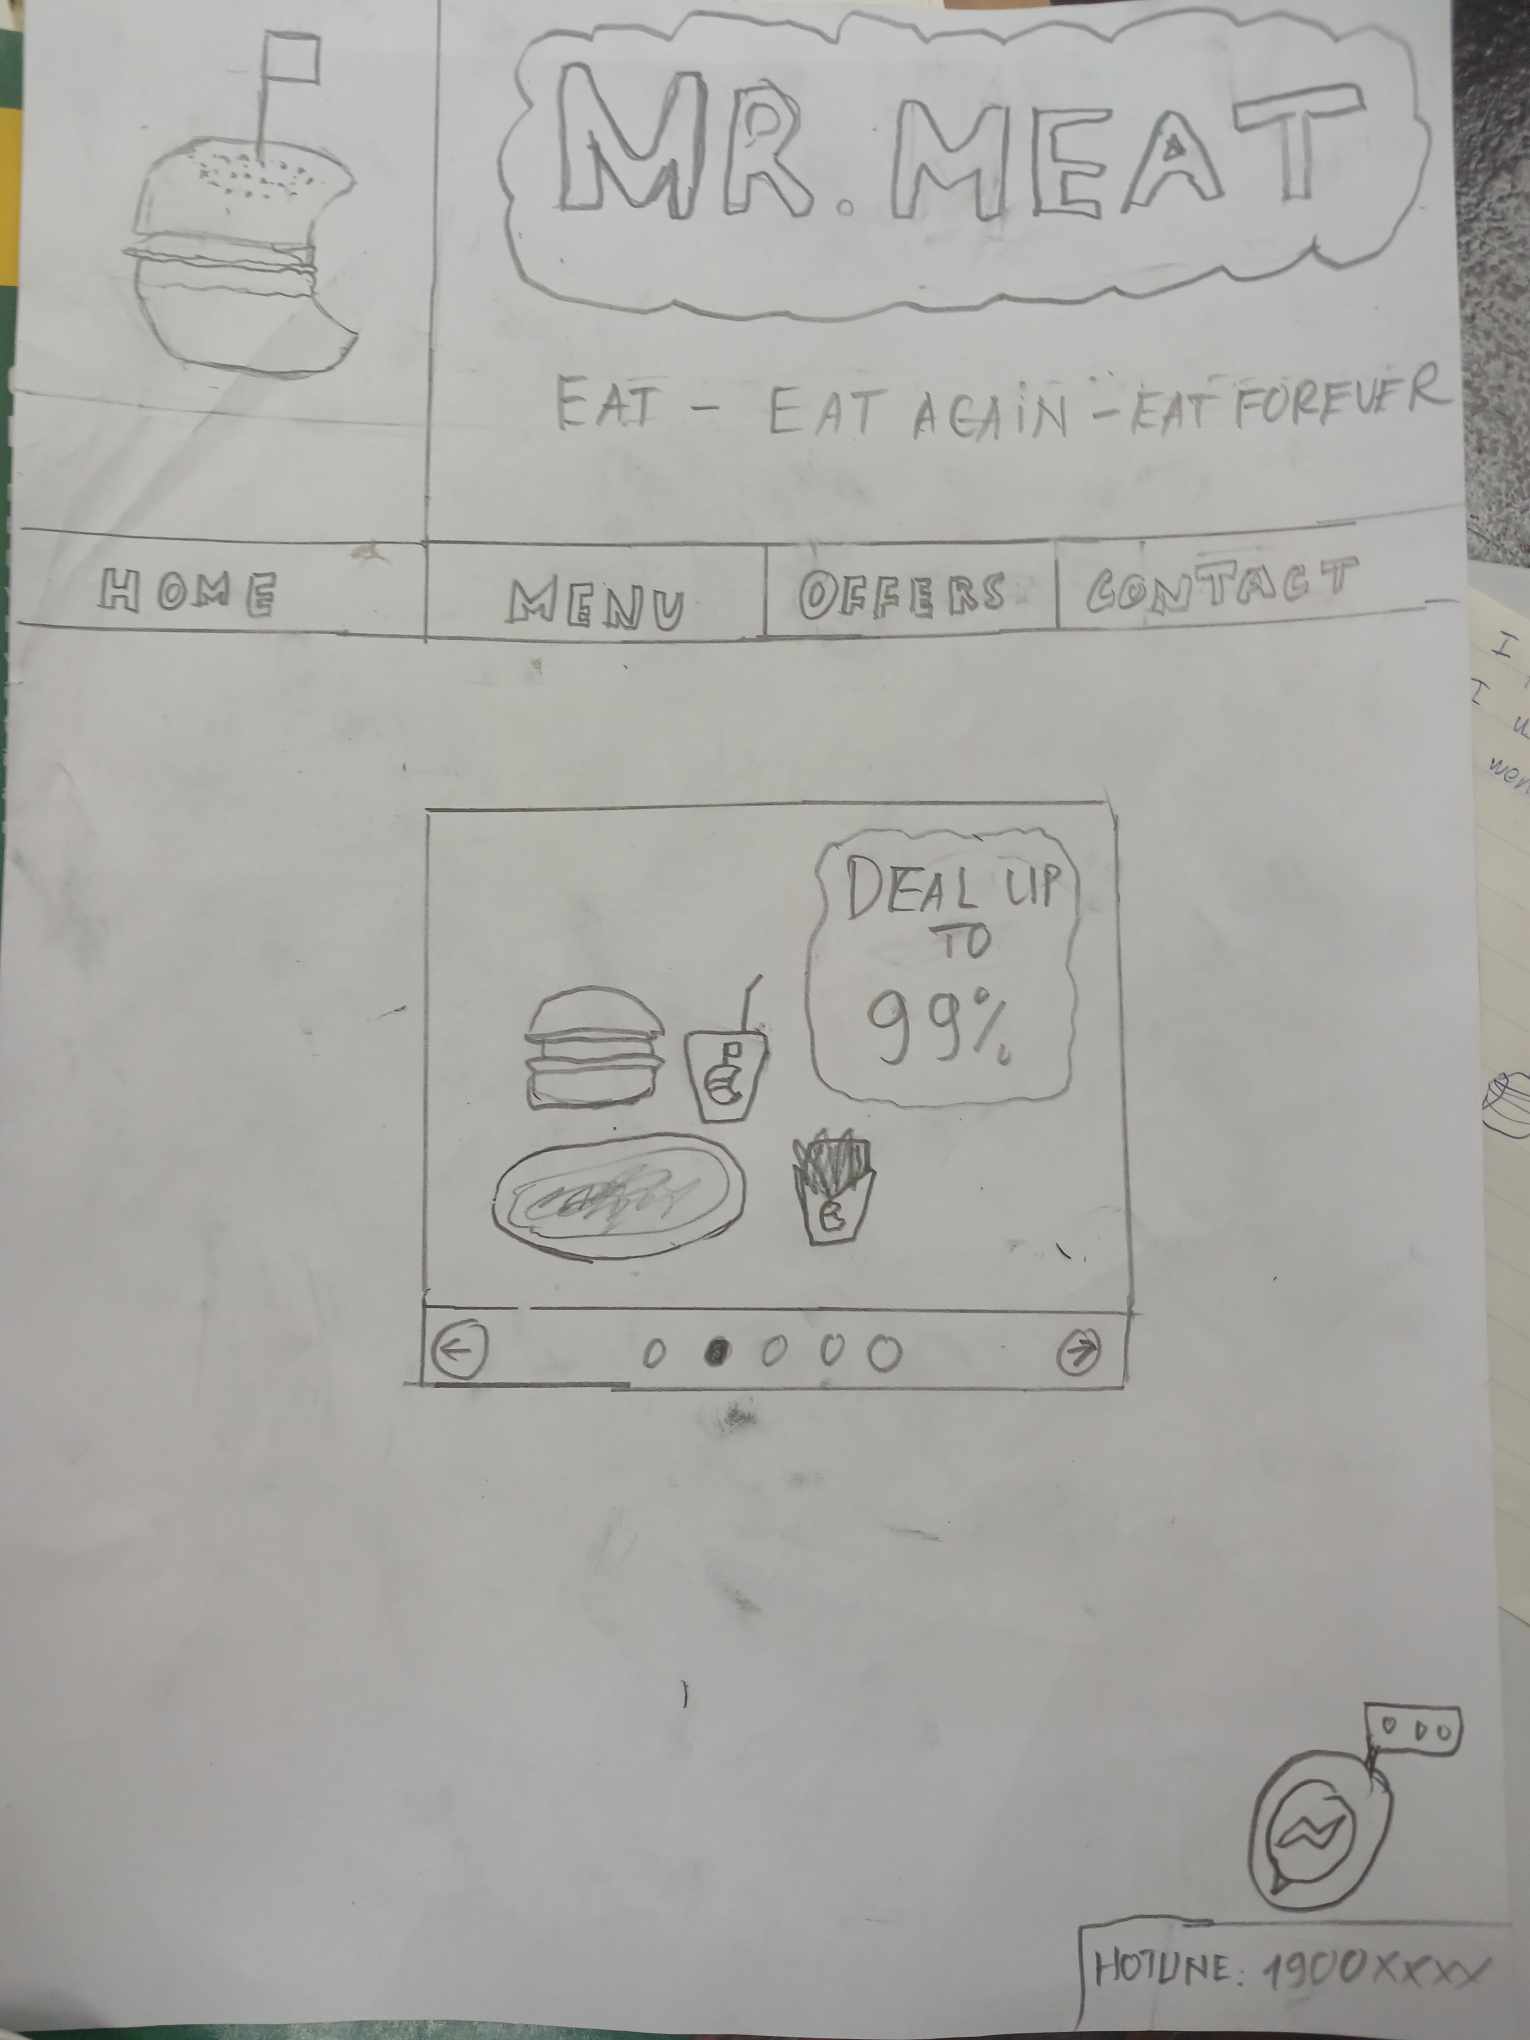 MR. MEAT
EAT - EAT AGAIN - EAT FOREVER
HOME MENU OFFERS CONTACT
DEAL UP
TO
99%
HOTLINE: 1900XXXX
I
I